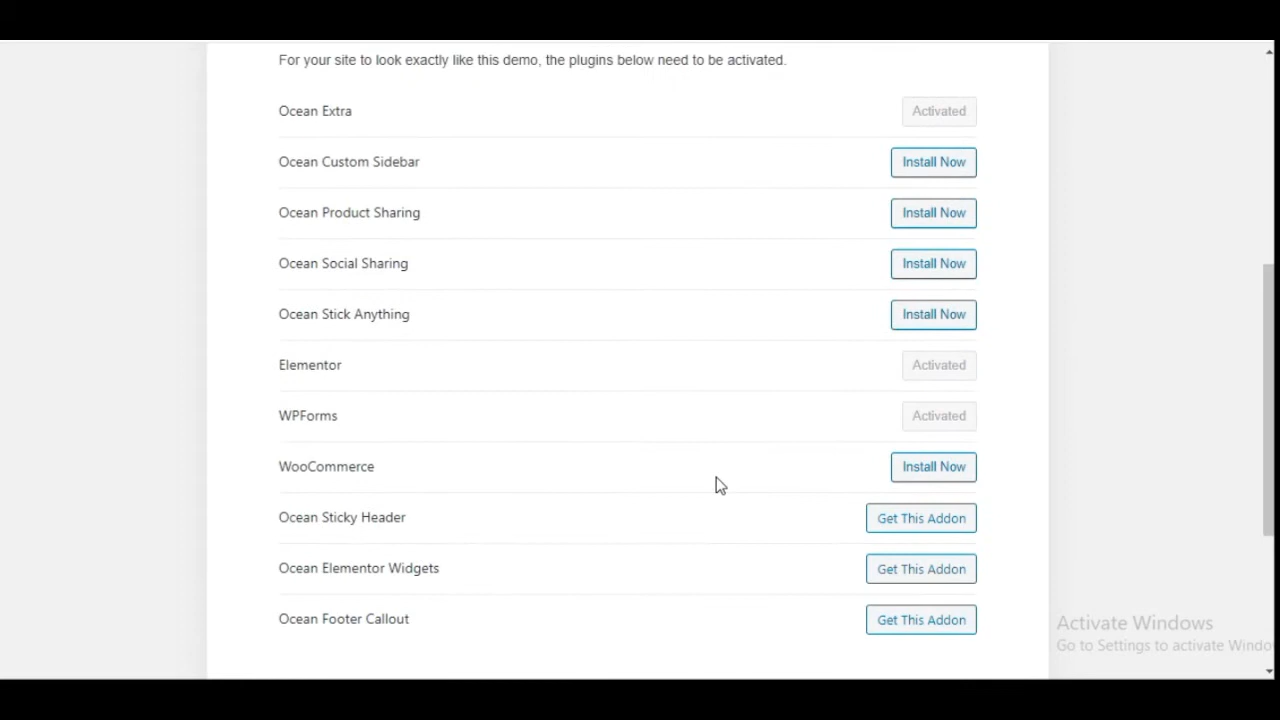 For your site to look exactly like this demo, the plugins below need to be activated.
Ocean Extra Activated
Ocean Custom Sidebar Install Now
Ocean Product Sharing Install Now
Ocean Social Sharing Install Now
Ocean Stick Anything Install Now
Elementor Activated
WPForms Activated
WooCommerce Install Now
Ocean Sticky Header Get This Addon
Ocean Elementor Widgets Get This Addon
Ocean Footer Callout Get This Addon
Activate Windows
Go to Settings to activate Windo